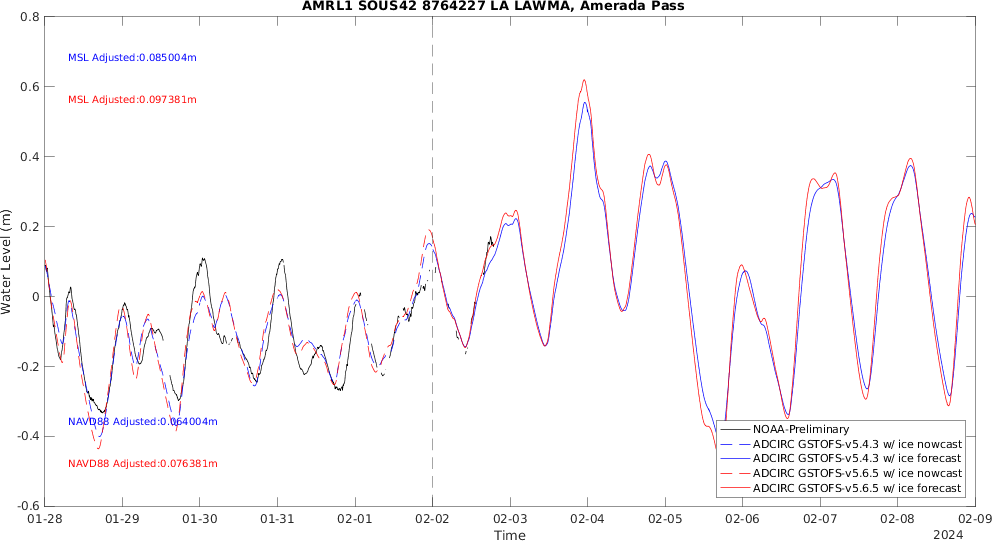 AMRL1 SOUS42 8764227 LA LAWMA, Amerada Pass
0.8
0.6
0.4
0.2
0
-0.2
-0.4
-0.6
Water Level (m)
MSL Adjusted:0.085004m
MSL Adjusted:0.097381m
NAVD88 Adjusted:0.064004m
NAVD88 Adjusted:0.076381m
NOAA-Preliminary
ADCIRC GSTOFS-v5.4.3 w/ ice nowcast
ADCIRC GSTOFS-v5.4.3 w/ ice forecast
ADCIRC GSTOFS-v5.6.5 w/ ice nowcast
ADCIRC GSTOFS-v5.6.5 w/ ice forecast
01-28 01-29 01-30 01-31 02-01 02-02 02-03 02-04 02-05 02-06 02-07 02-08 02-09
Time
2024